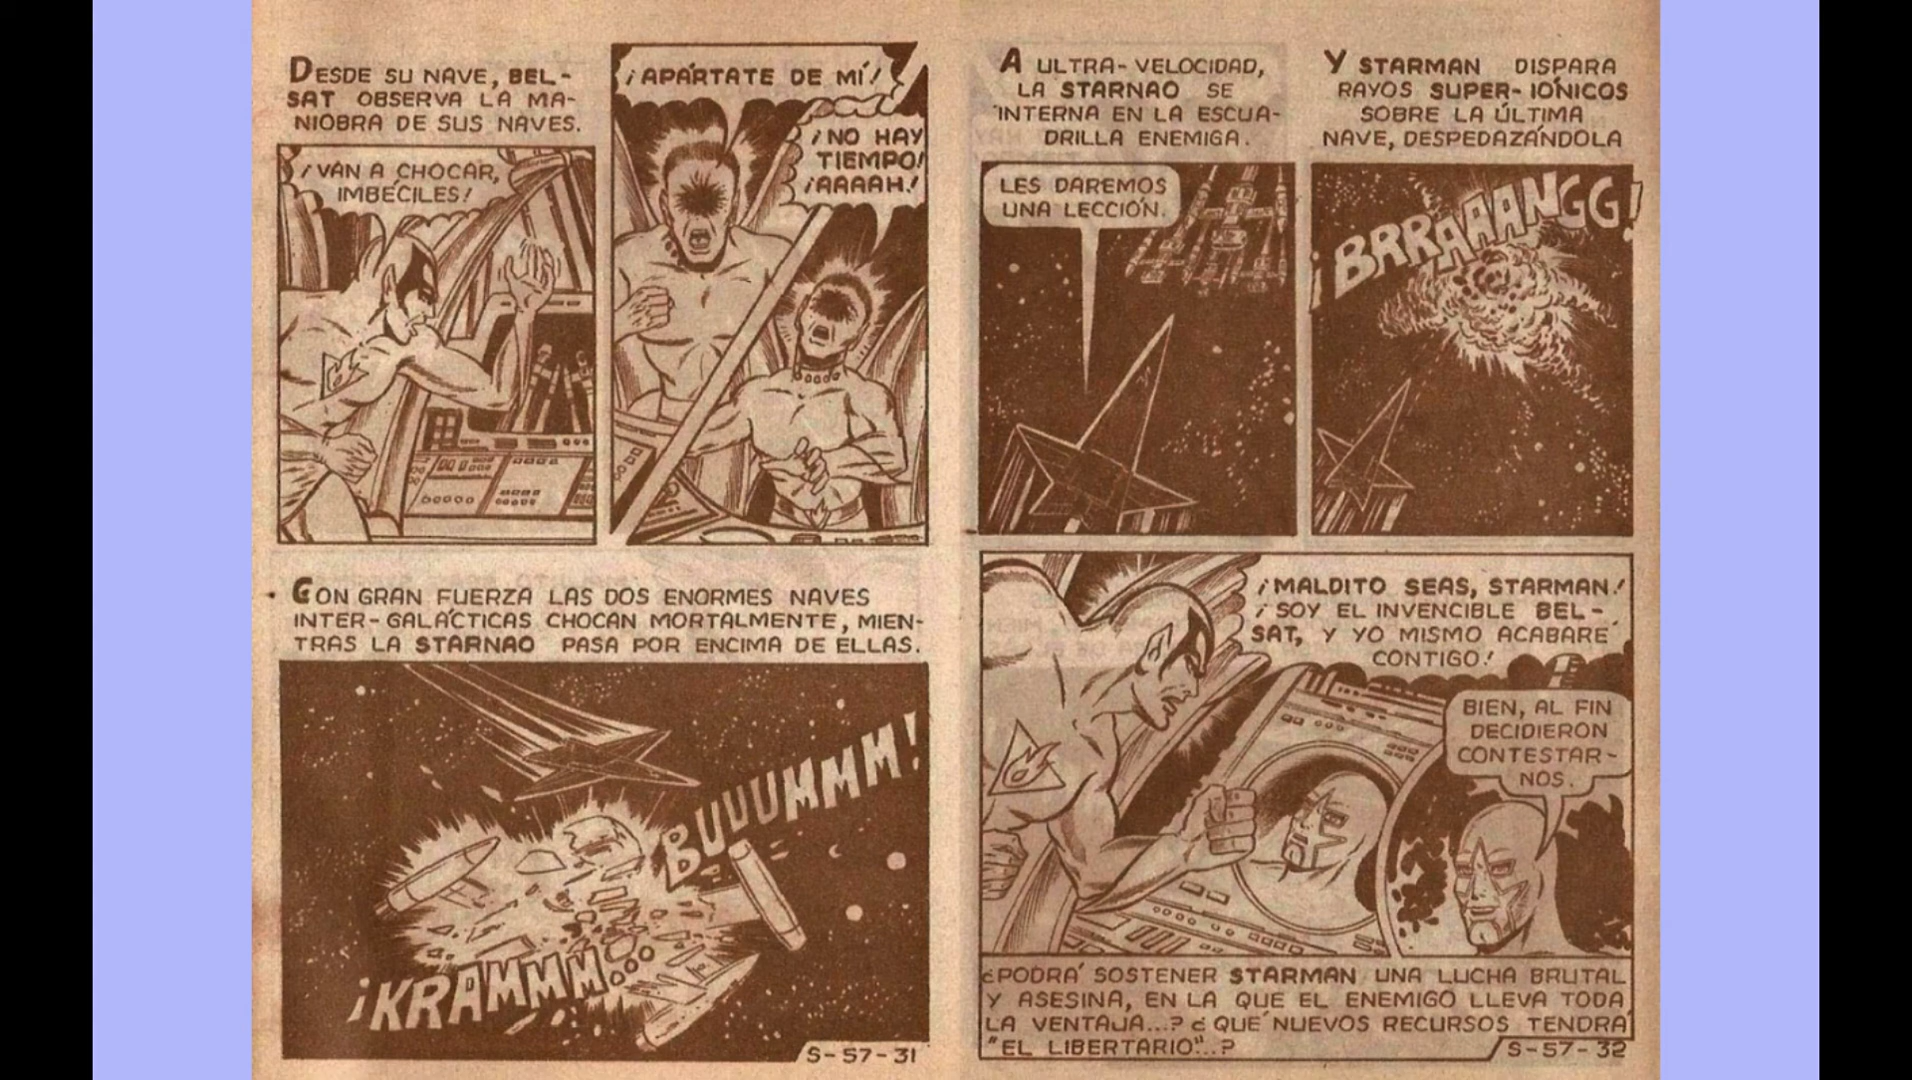 DESDE SU NAVE, BEL-
SAT OBSERVA LA MA-
NIOBRA DE SUS NAVES.
¡VAN A CHOCAR,
IMBÉCILES!
¡APÁRTATE DE MÍ!
¡NO HAY
TIEMPO!
¡AAAAH!
CON GRAN FUERZA LAS DOS ENORMES NAVES
INTER-GALÁCTICAS CHOCAN MORTALMENTE, MIEN-
TRAS LA STARNAO PASA POR ENCIMA DE ELLAS.
BUUUMMM!
¡KRAMMM...
S-57-31
A ULTRA-VELOCIDAD,
LA STARNAO SE
INTERNA EN LA ESCUA-
DRILLA ENEMIGA.
LES DAREMOS
UNA LECCIÓN.
Y STARMAN DISPARA
RAYOS SUPER-IÓNICOS
SOBRE LA ÚLTIMA
NAVE, DESPEDAZÁNDOLA
¡BRRAAANGG!
¡MALDITO SEAS, STARMAN!
¡SOY EL INVENCIBLE BEL-
SAT, Y YO MISMO ACABARÉ
CONTIGO!
BIEN, AL FIN
DECIDIERON
CONTESTAR-
NOS.
¿PODRÁ SOSTENER STARMAN UNA LUCHA BRUTAL
Y ASESINA, EN LA QUE EL ENEMIGO LLEVA TODA
LA VENTAJA...? ¿QUÉ NUEVOS RECURSOS TENDRÁ
"EL LIBERTARIO"...?
S-57-32